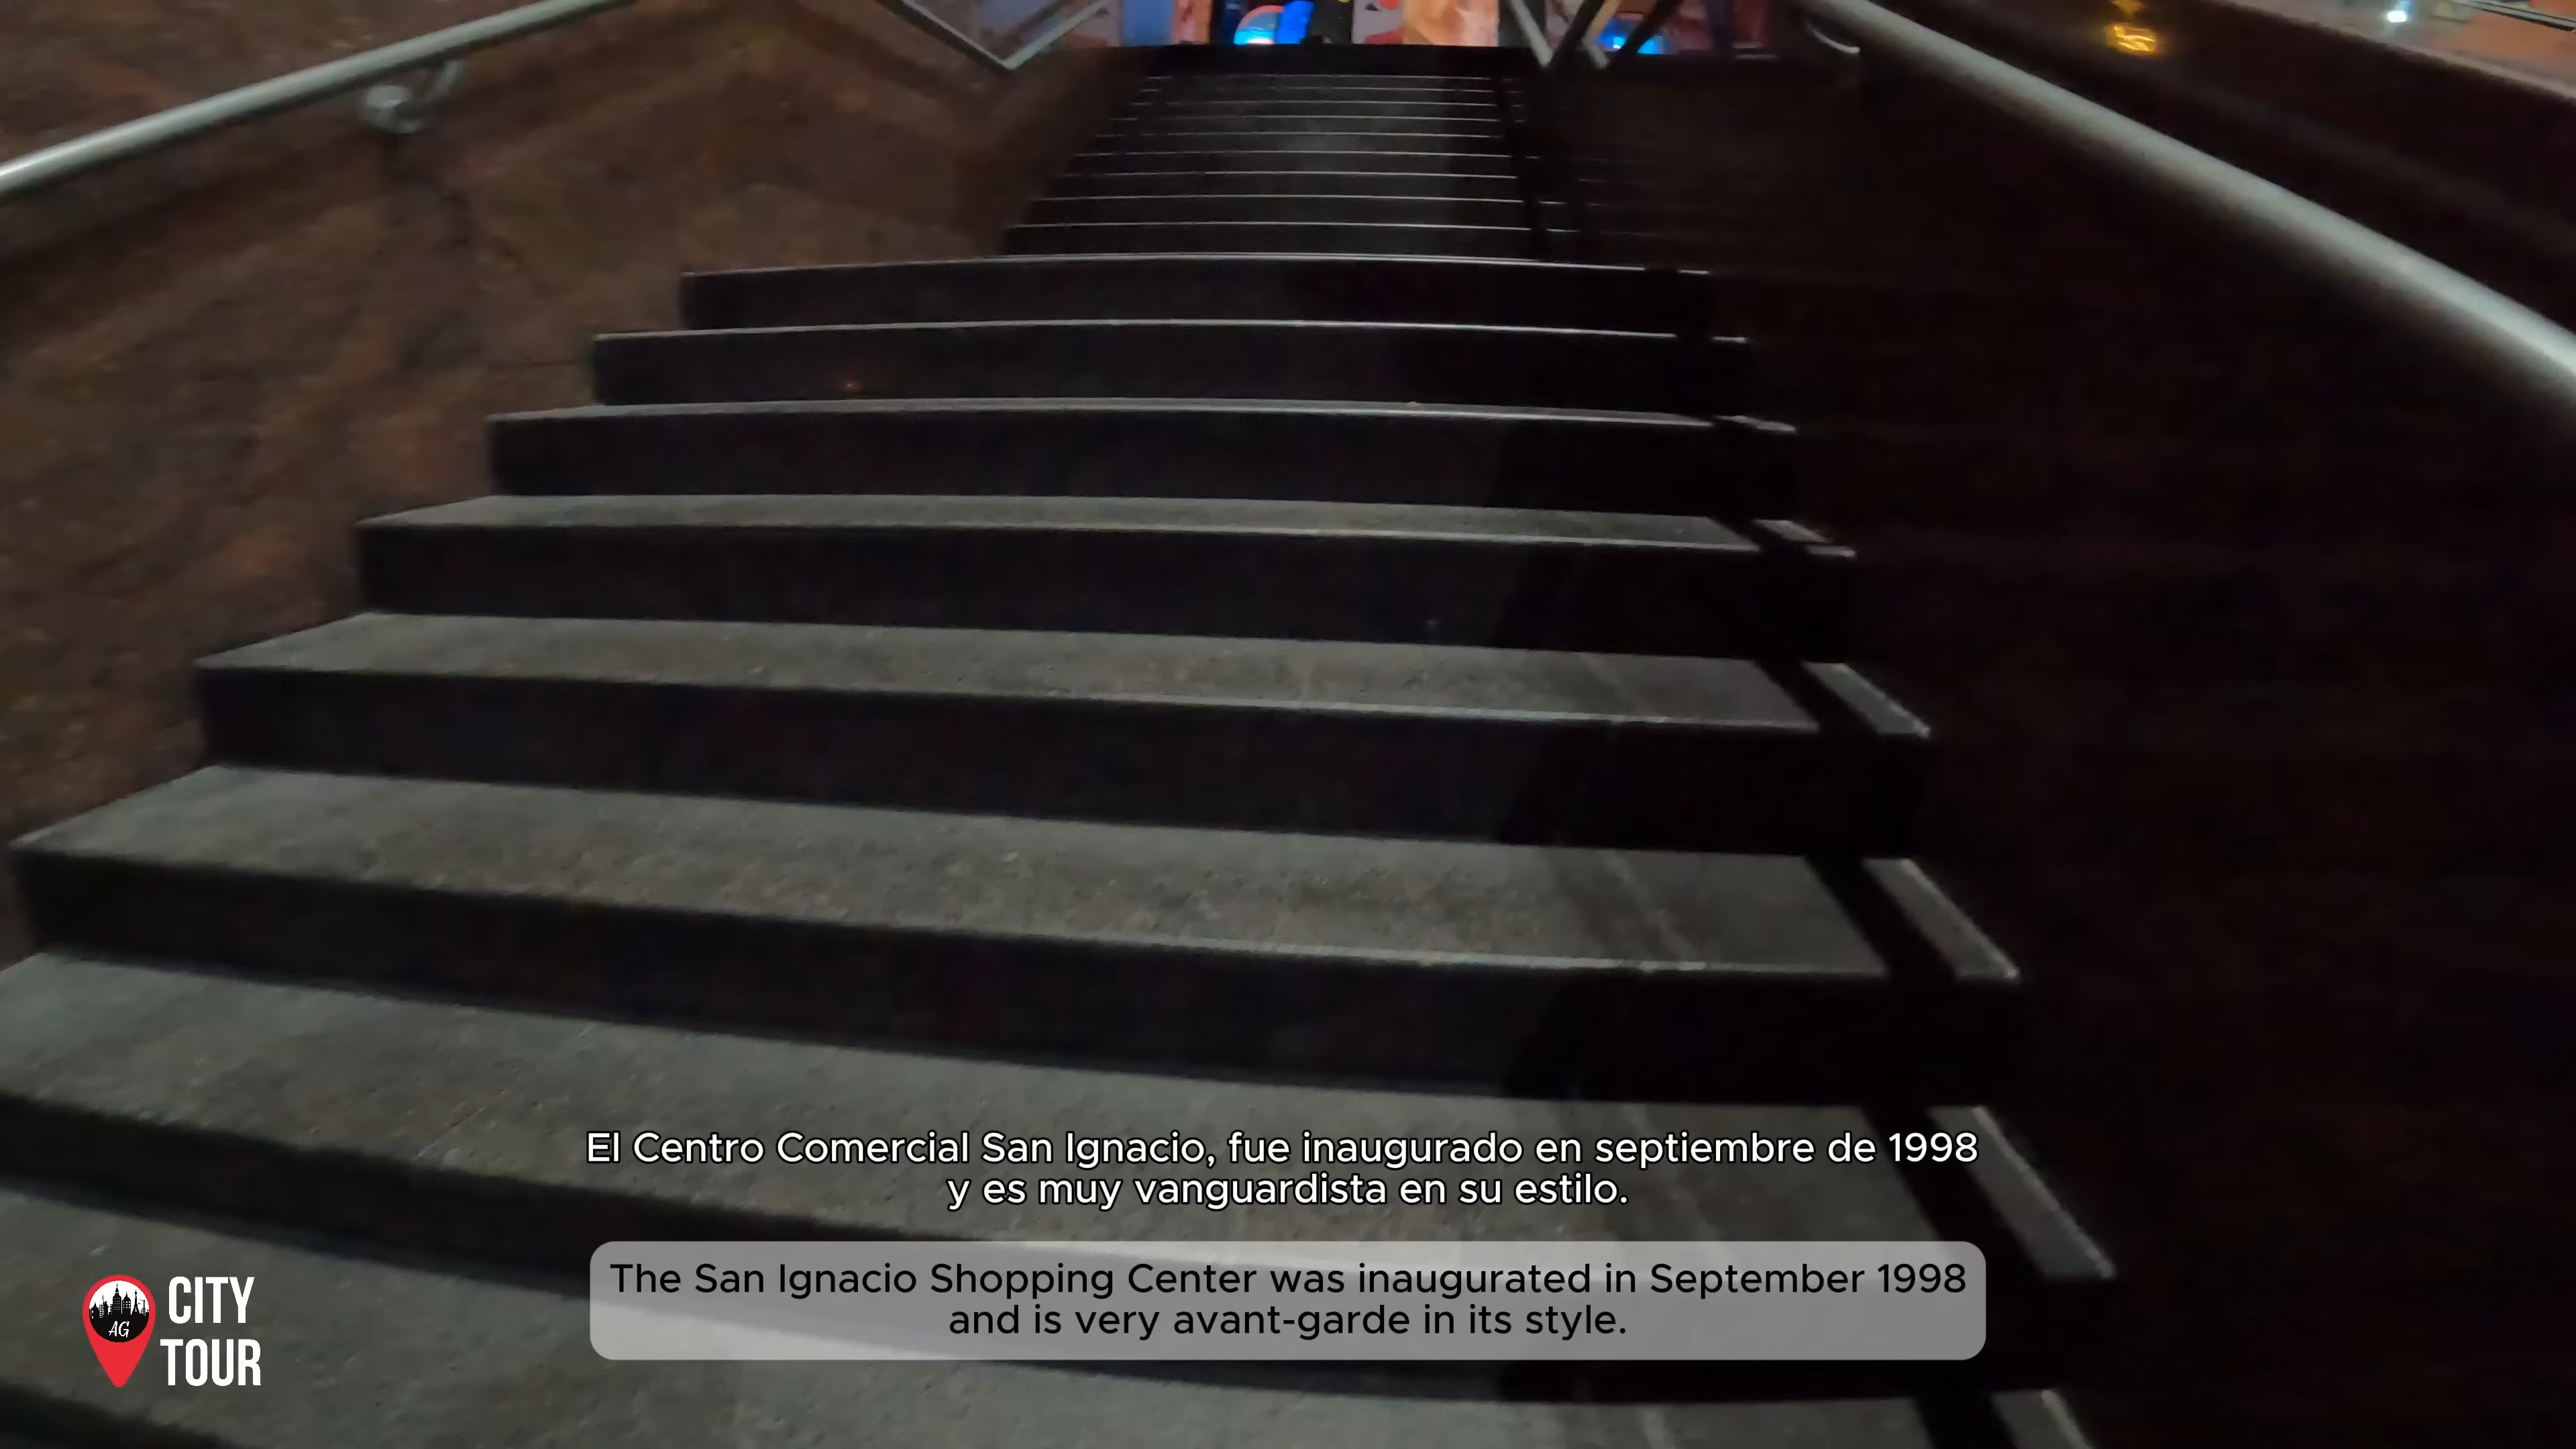 El Centro Comercial San Ignacio, fue inaugurado en septiembre de 1998
y es muy vanguardista en su estilo.
The San Ignacio Shopping Center was inaugurated in September 1998
and is very avant-garde in its style.
AG
CITY
TOUR